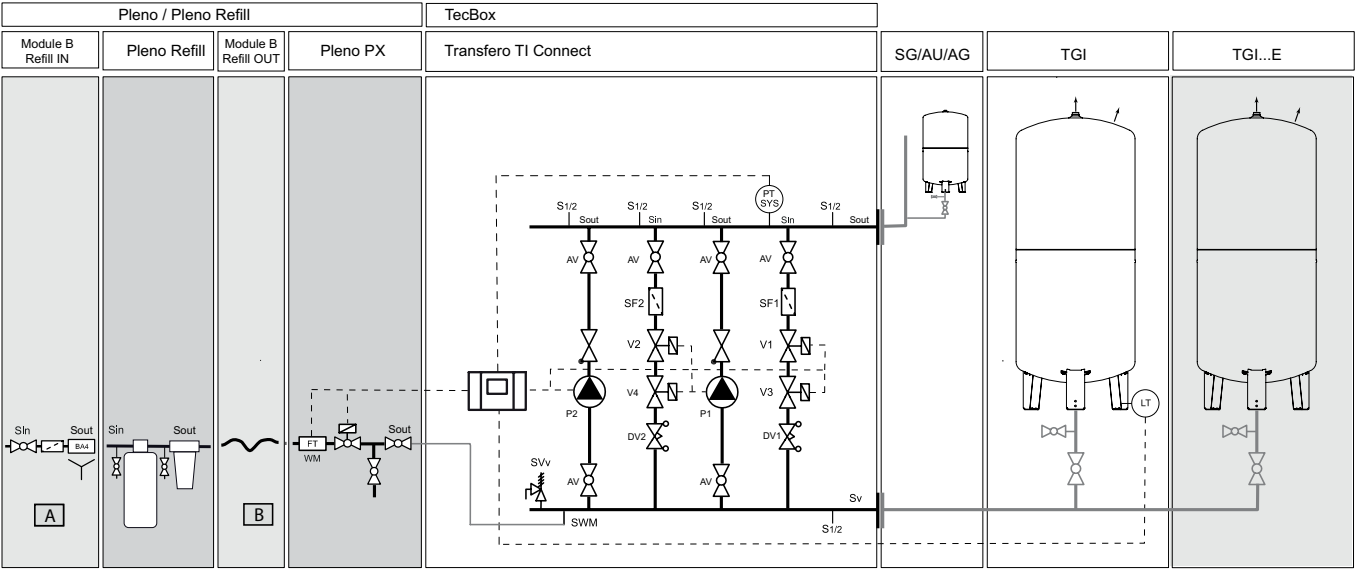 Pleno / Pleno Refill
TecBox
Module B
Refill IN
Pleno Refill
Module B
Refill OUT
Pleno PX
Transfero TI Connect
SG/AU/AG
TGI
TGI...E
PT
SYS
S1/2
S1/2
S1/2
S1/2
Sout
Sin
Sout
SIn
Sout
AV
AV
AV
AV
SF2
SF1
V2
V1
V4
V3
P2
P1
LT
SIn
Sout
Sin
Sout
Sout
BA4
FT
WM
DV2
DV1
SVv
AV
AV
Sv
A
B
SWM
S1/2